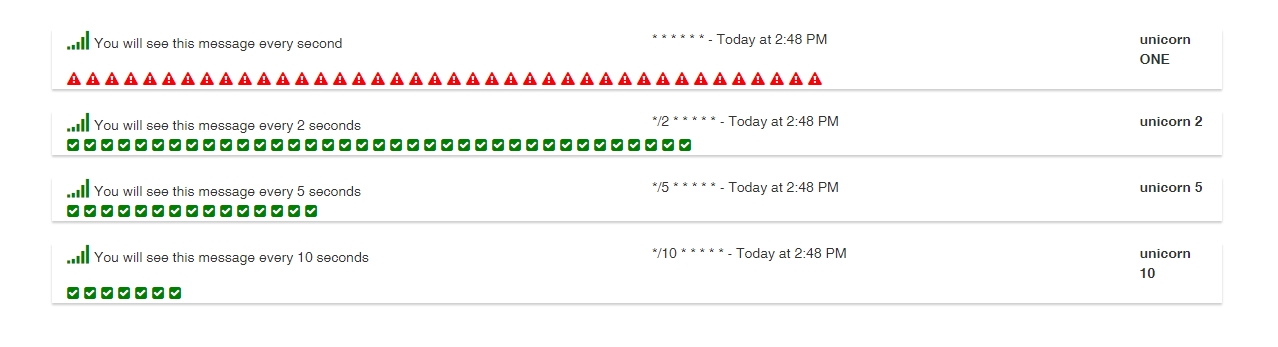 You will see this message every second * * * * * * - Today at 2:48 PM unicorn
ONE
You will see this message every 2 seconds */2 * * * * * - Today at 2:48 PM unicorn 2
You will see this message every 5 seconds */5 * * * * * - Today at 2:48 PM unicorn 5
You will see this message every 10 seconds */10 * * * * * - Today at 2:48 PM unicorn
10